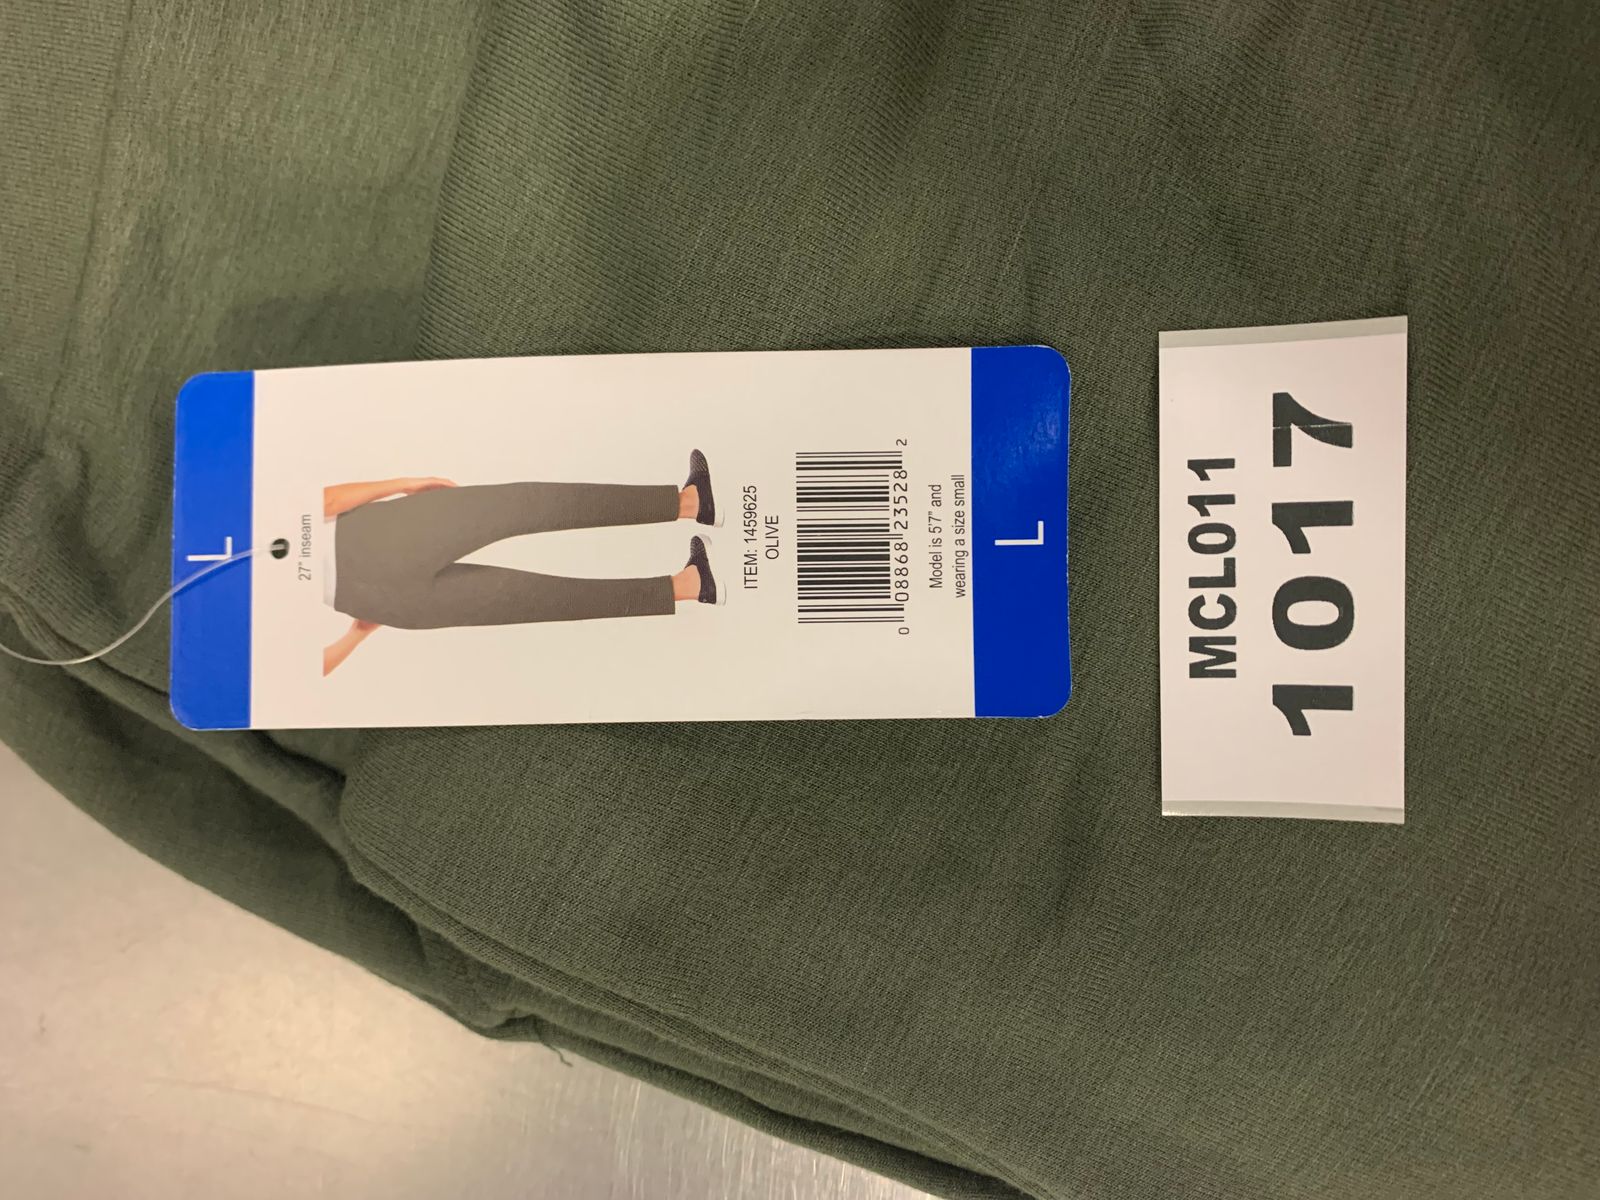 L
27" inseam
ITEM: 1459625
OLIVE
0 08868 23528 2
Model is 5'7" and
wearing a size small
L
MCL011
1017